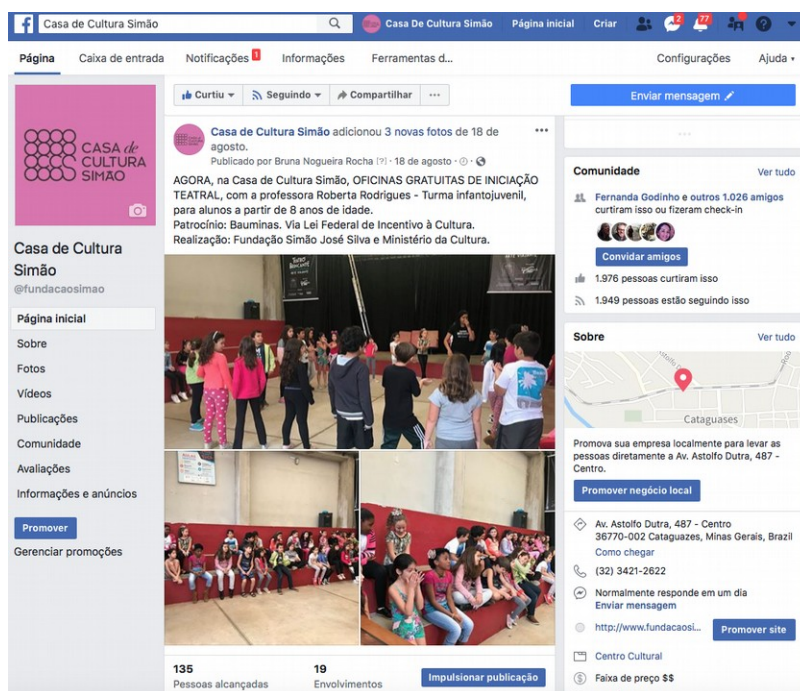 Casa de Cultura Simão
Casa De Cultura Simão
Página inicial
Criar
2
77
Página
Caixa de entrada
Notificações 1
Informações
Ferramentas d...
Configurações
Ajuda
CASA de
CULTURA
SIMÃO
Casa de Cultura
Simão
@fundacaosimao
Página inicial
Sobre
Fotos
Vídeos
Publicações
Comunidade
Avaliações
Informações e anúncios
Promover
Gerenciar promoções
Curtiu
Seguindo
Compartilhar
...
Casa de Cultura Simão adicionou 3 novas fotos de 18 de
agosto.
Publicado por Bruna Nogueira Rocha [?] · 18 de agosto ·
AGORA, na Casa de Cultura Simão, OFICINAS GRATUITAS DE INICIAÇÃO
TEATRAL, com a professora Roberta Rodrigues - Turma infantojuvenil,
para alunos a partir de 8 anos de idade.
Patrocínio: Bauminas. Via Lei Federal de Incentivo à Cultura.
Realização: Fundação Simão José Silva e Ministério da Cultura.
135
Pessoas alcançadas
19
Envolvimentos
Impulsionar publicação
Enviar mensagem
Comunidade
Ver tudo
Fernanda Godinho e outros 1.026 amigos
curtiram isso ou fizeram check-in
Convidar amigos
1.976 pessoas curtiram isso
1.949 pessoas estão seguindo isso
Sobre
Ver tudo
Astolfo D
Cataguases
Promova sua empresa localmente para levar as
pessoas diretamente a Av. Astolfo Dutra, 487 -
Centro.
Promover negócio local
Av. Astolfo Dutra, 487 - Centro
36770-002 Cataguazes, Minas Gerais, Brazil
Como chegar
(32) 3421-2622
Normalmente responde em um dia
Enviar mensagem
http://www.fundacaosi...
Promover site
Centro Cultural
Faixa de preço $$